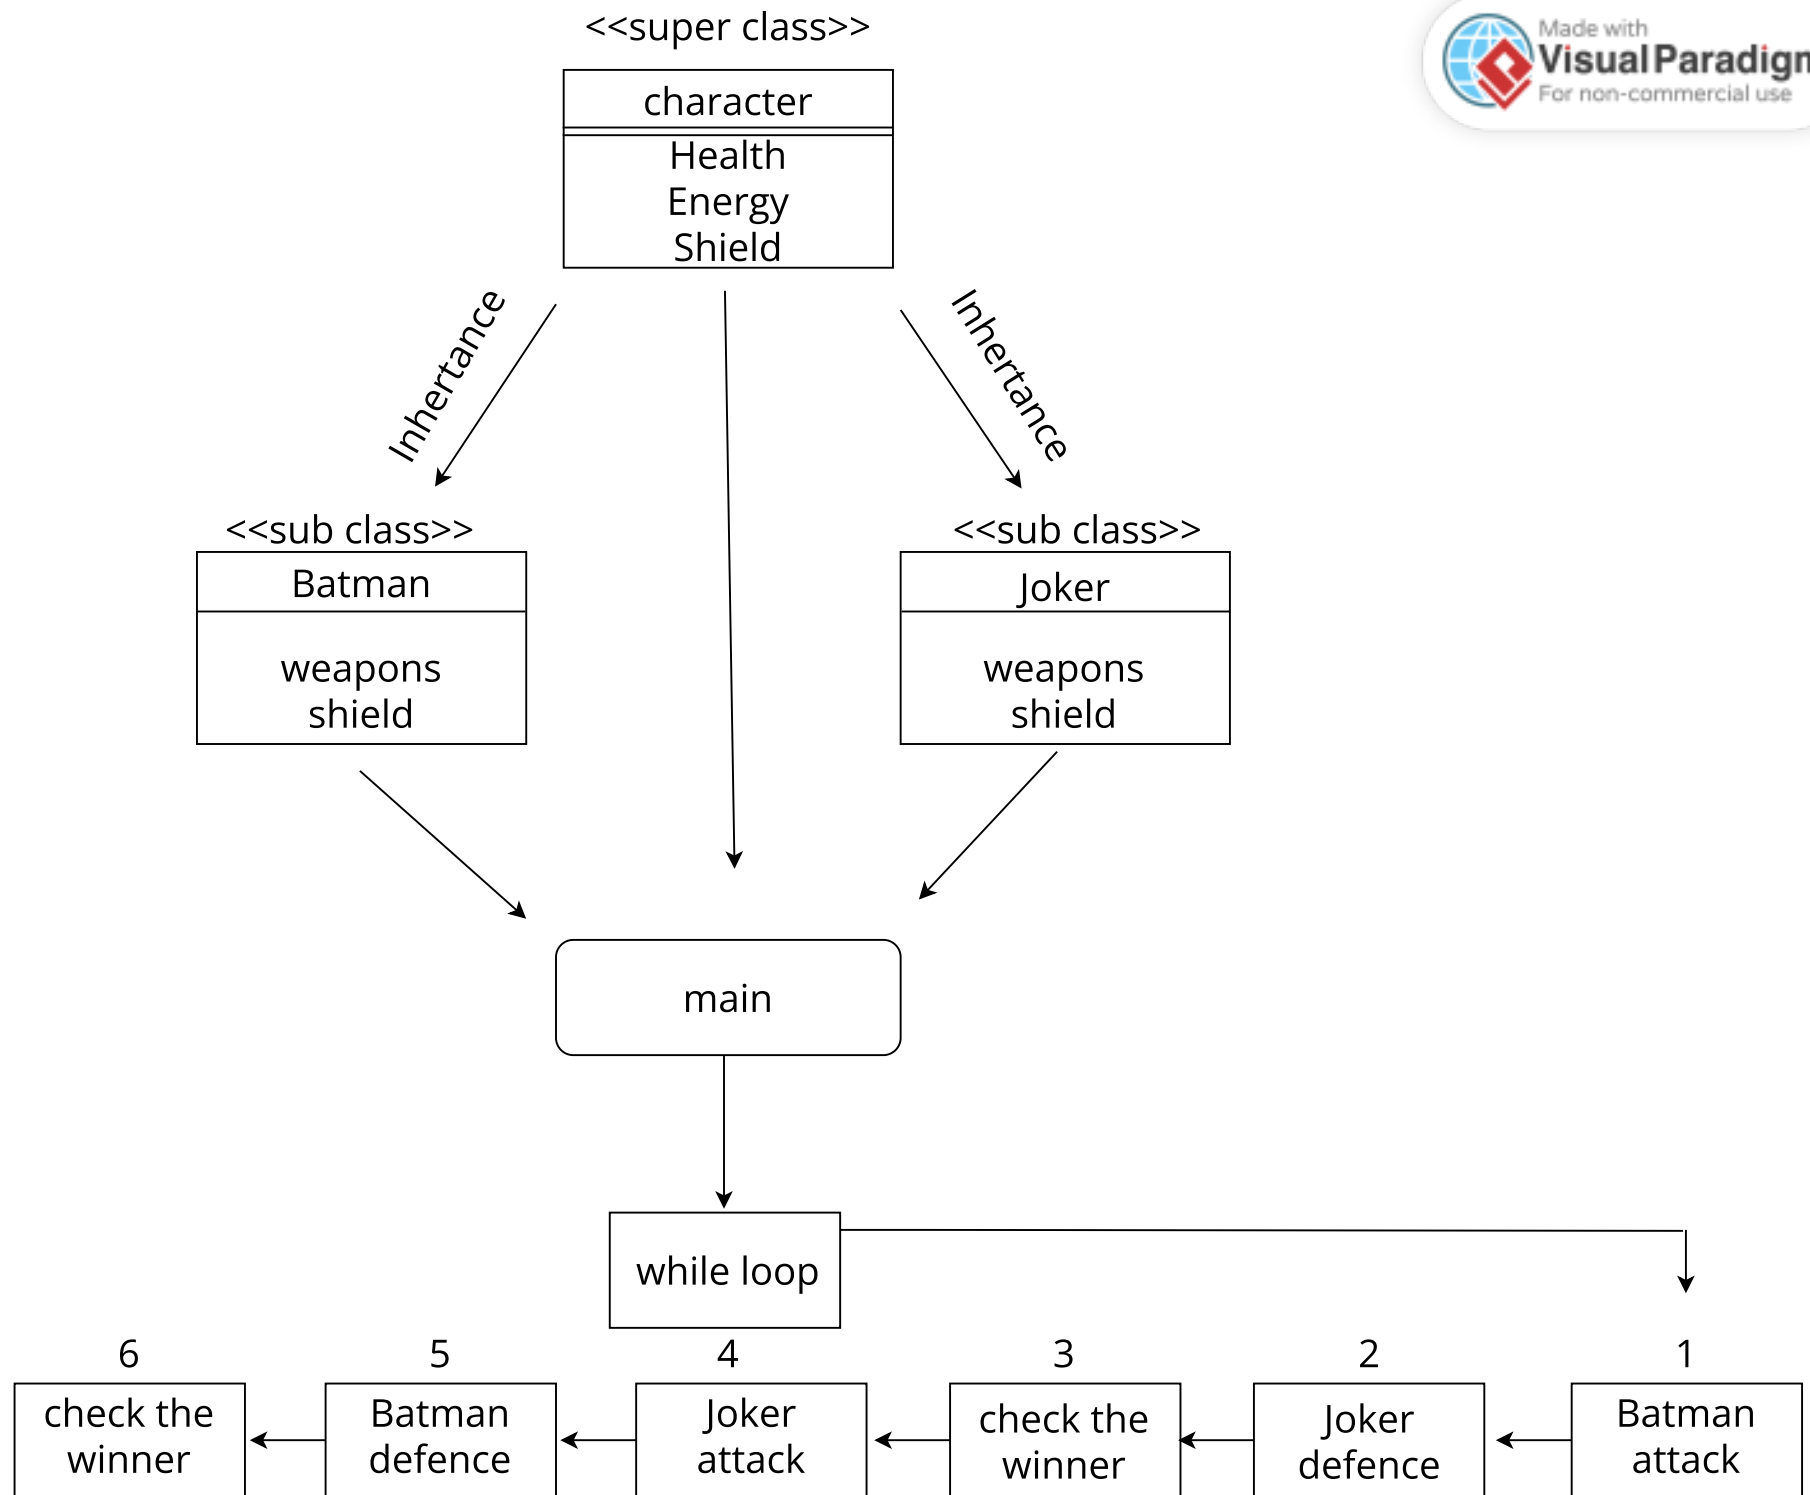 <<super class>>
Made with
Visual Paradigm
For non-commercial use
character
Health
Energy
Shield
Inhertance
Inhertance
<<sub class>>
<<sub class>>
Batman
Joker
weapons
shield
weapons
shield
main
while loop
6
5
4
3
2
1
check the
winner
Batman
defence
Joker
attack
check the
winner
Joker
defence
Batman
attack